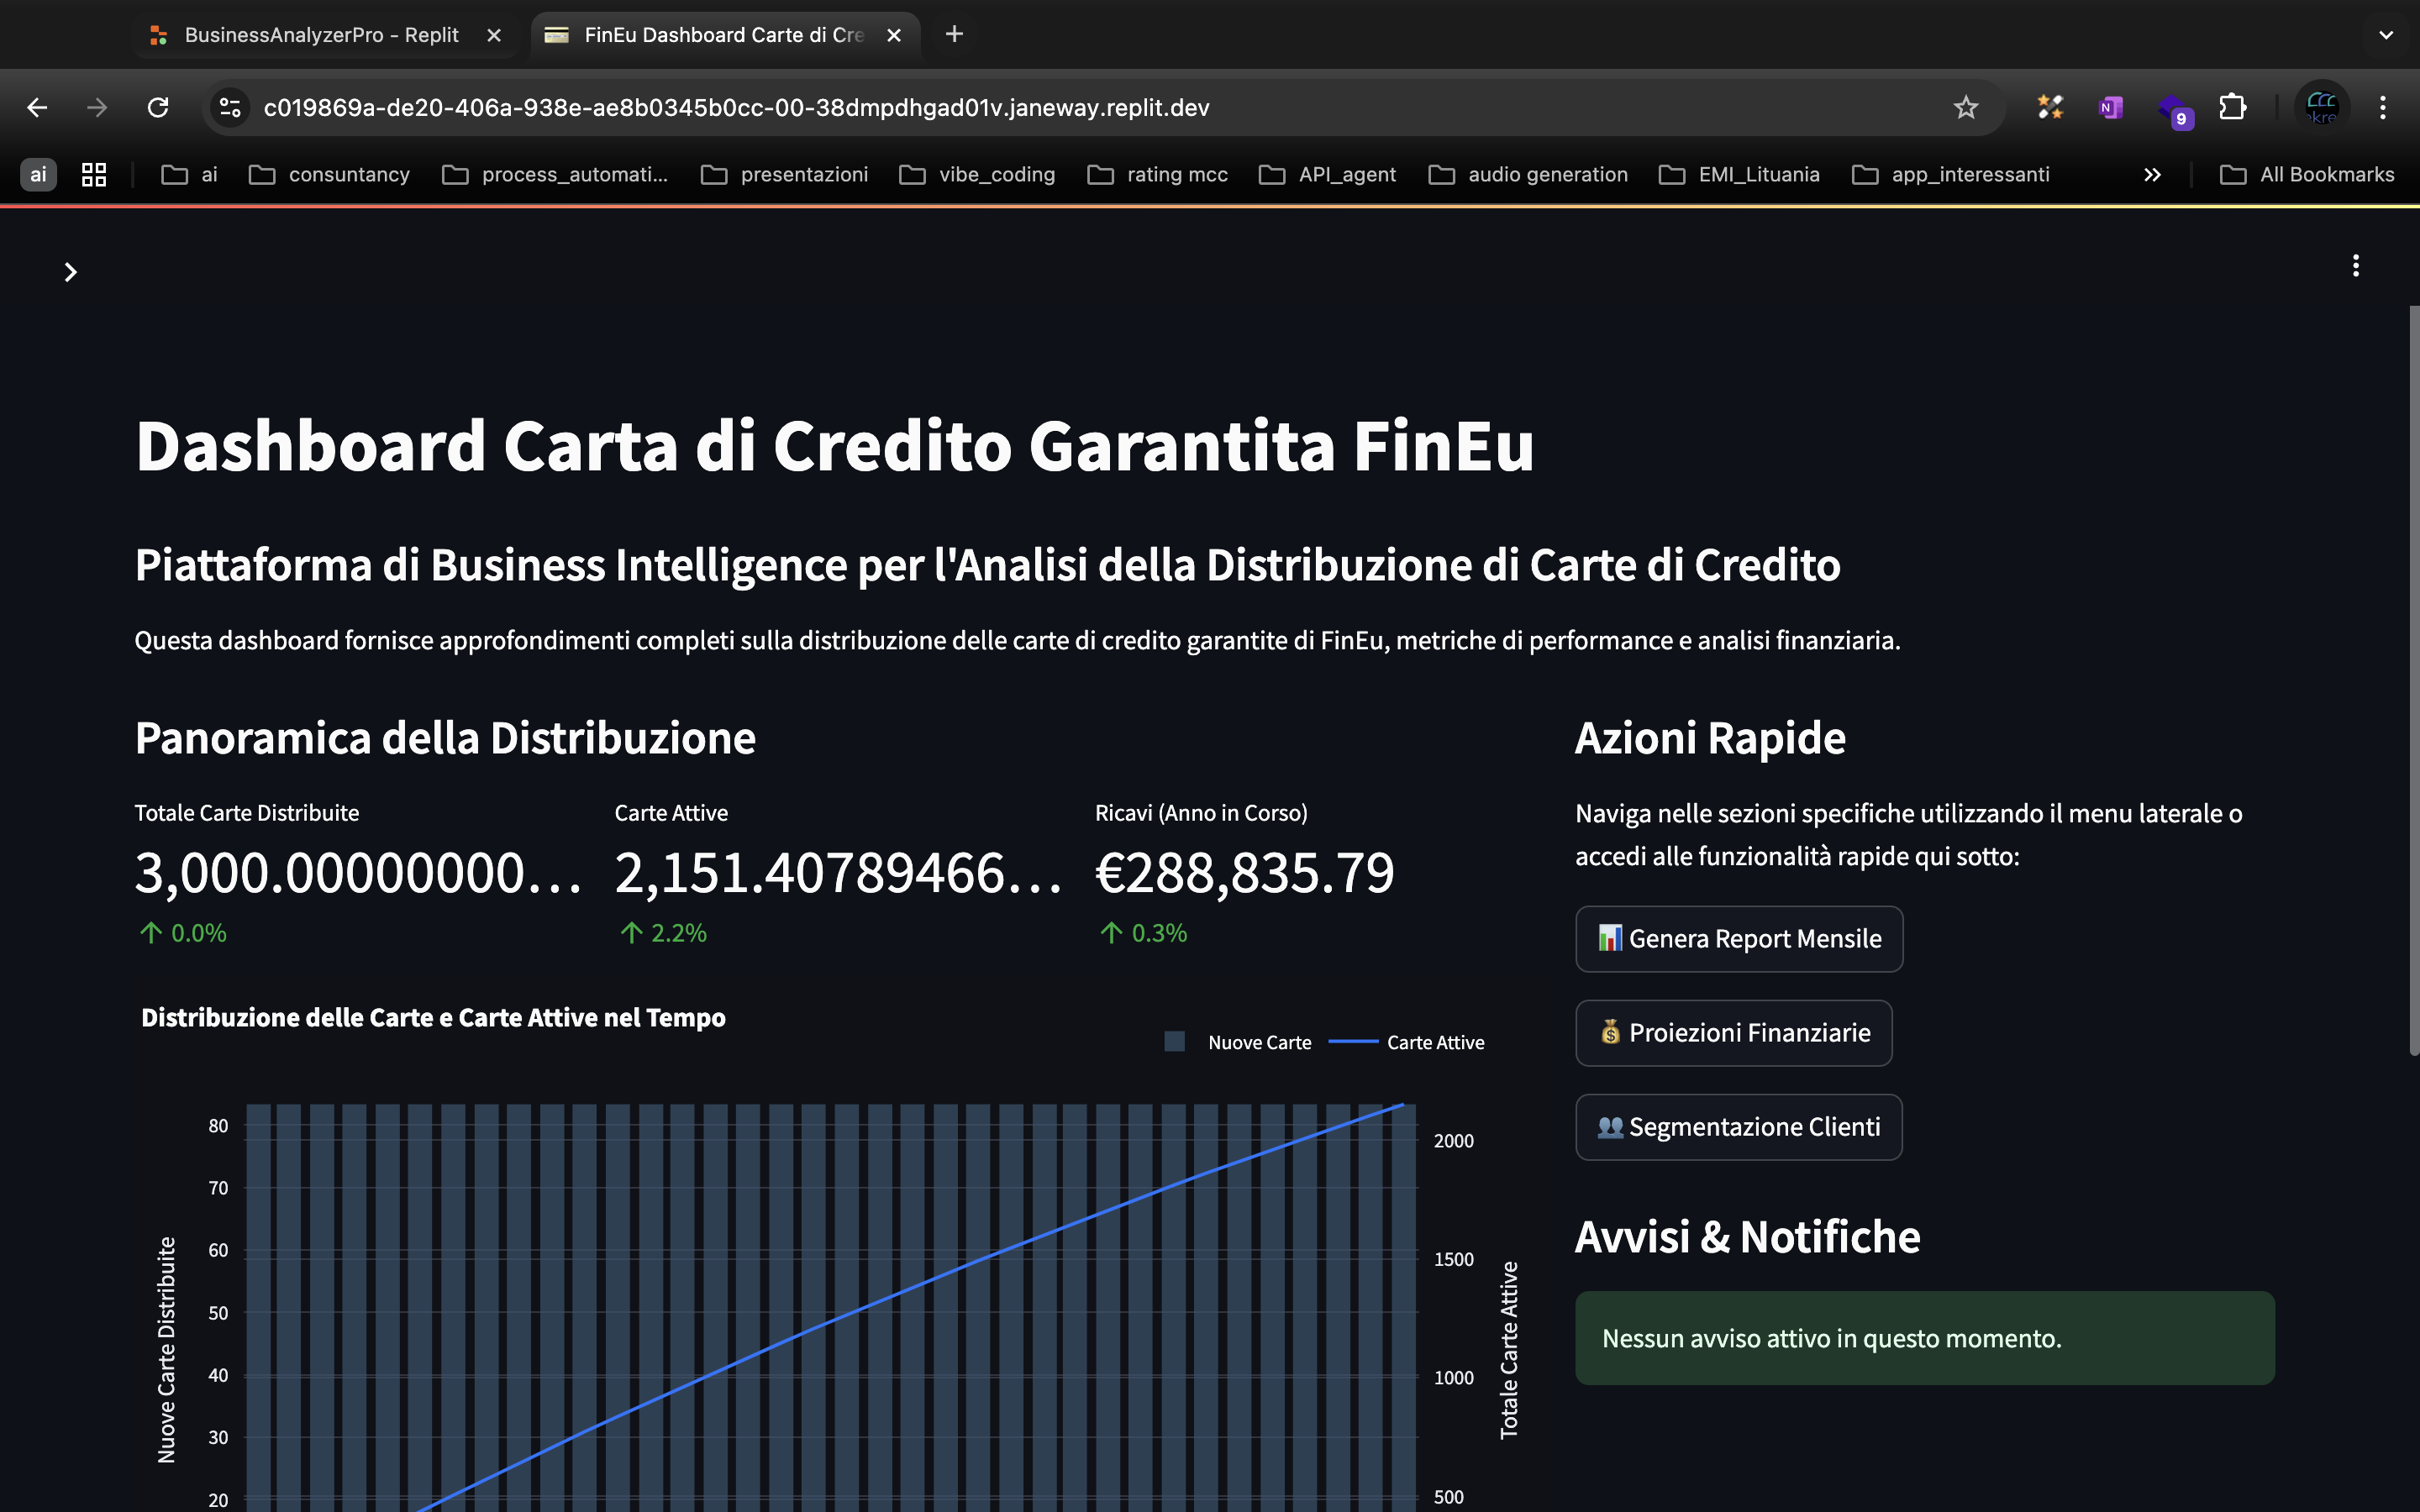 BusinessAnalyzerPro - Replit
FinEu Dashboard Carte di Cre
c019869a-de20-406a-938e-ae8b0345b0cc-00-38dmpdhgad01v.janeway.replit.dev
N
9
ai
ai
consuntancy
process_automati...
presentazioni
vibe_coding
rating mcc
API_agent
audio generation
EMI_Lituania
app_interessanti
All Bookmarks
Dashboard Carta di Credito Garantita FinEu
Piattaforma di Business Intelligence per l'Analisi della Distribuzione di Carte di Credito
Questa dashboard fornisce approfondimenti completi sulla distribuzione delle carte di credito garantite di FinEu, metriche di performance e analisi finanziaria.
Panoramica della Distribuzione
Totale Carte Distribuite
3,000.00000000...
↑ 0.0%
Carte Attive
2,151.40789466...
↑ 2.2%
Ricavi (Anno in Corso)
€288,835.79
↑ 0.3%
Distribuzione delle Carte e Carte Attive nel Tempo
Nuove Carte
Carte Attive
80
70
60
50
40
30
20
Nuove Carte Distribuite
2000
1500
1000
500
Totale Carte Attive
Azioni Rapide
Naviga nelle sezioni specifiche utilizzando il menu laterale o
accedi alle funzionalità rapide qui sotto:
Genera Report Mensile
Proiezioni Finanziarie
Segmentazione Clienti
Avvisi & Notifiche
Nessun avviso attivo in questo momento.